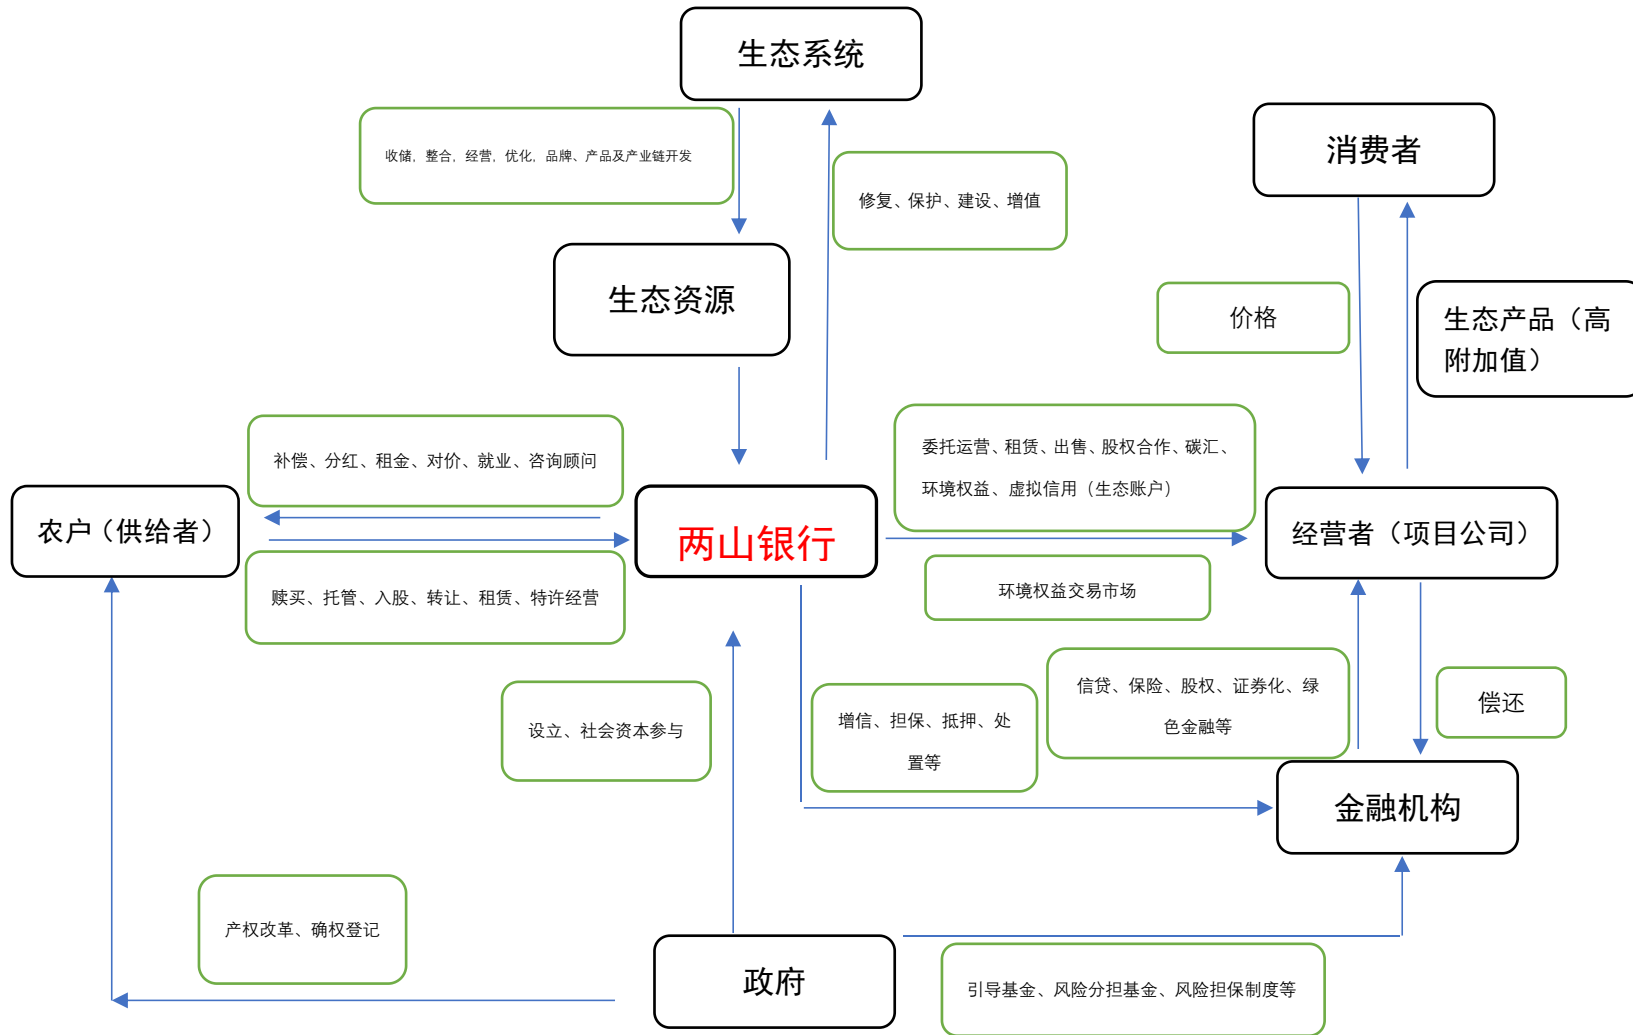 生态系统
收储，整合，经营，优化，品牌、产品及产业链开发
消费者
修复、保护、建设、增值
生态资源
价格
生态产品（高
附加值）
补偿、分红、租金、对价、就业、咨询顾问
委托运营、租赁、出售、股权合作、碳汇、
环境权益、虚拟信用（生态账户）
农户（供给者）
两山银行
经营者（项目公司）
赎买、托管、入股、转让、租赁、特许经营
环境权益交易市场
设立、社会资本参与
增信、担保、抵押、处
置等
信贷、保险、股权、证券化、绿
色金融等
偿还
金融机构
产权改革、确权登记
政府
引导基金、风险分担基金、风险担保制度等